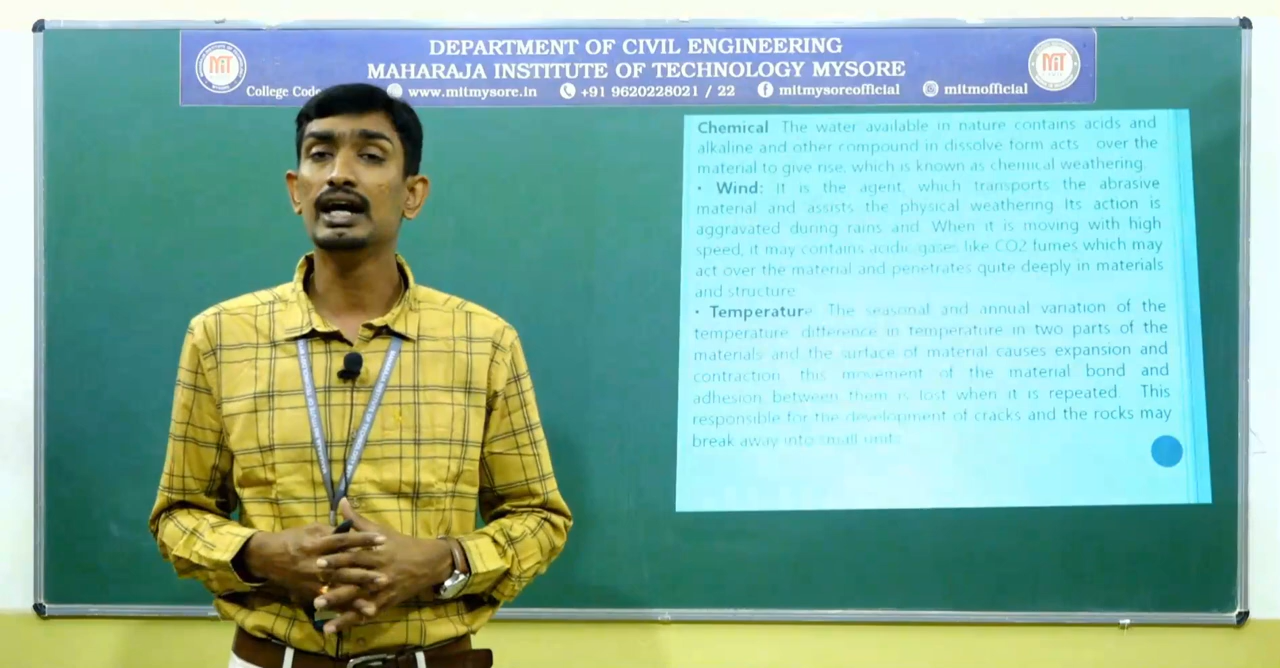 DEPARTMENT OF CIVIL ENGINEERING
MAHARAJA INSTITUTE OF TECHNOLOGY MYSORE
College Code www.mitmysore.in +91 9620228021 / 22 mitmysoreofficial mitmofficial
MIT
MIT
Chemical The water available in nature contains acids and
alkaline and other compound in dissolve form acts over the
material to give rise, which is known as chemical weathering.
• Wind: It is the agent, which transports the abrasive
material and assists the physical weathering Its action is
aggravated during rains and When it is moving with high
speed, it may contains acidic gases like CO2 fumes which may
act over the material and penetrates quite deeply in materials
and structure
• Temperature: The seasonal and annual variation of the
temperature difference in temperature in two parts of the
materials and the surface of material causes expansion and
contraction this movement of the material bond and
adhesion between them is lost when it is repeated. This
responsible for the development of cracks and the rocks may
break away into small units